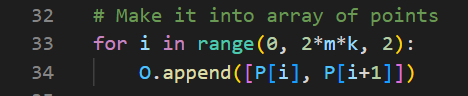 32 # Make it into array of points
33 for i in range(0, 2*m*k, 2):
34 O.append([P[i], P[i+1]])